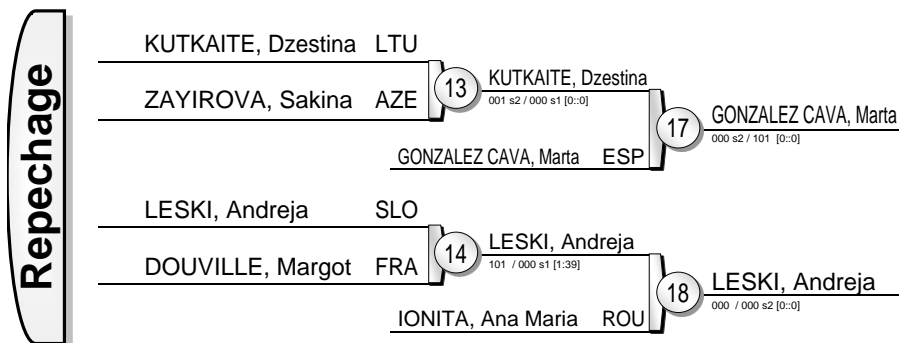 Repechage
KUTKAITE, Dzestina LTU
ZAYIROVA, Sakina AZE
13
KUTKAITE, Dzestina
001 s2 / 000 s1 [0::0]
GONZALEZ CAVA, Marta ESP
17
GONZALEZ CAVA, Marta
000 s2 / 101 [0::0]
LESKI, Andreja SLO
DOUVILLE, Margot FRA
14
LESKI, Andreja
101 / 000 s1 [1:39]
IONITA, Ana Maria ROU
18
LESKI, Andreja
000 / 000 s2 [0::0]